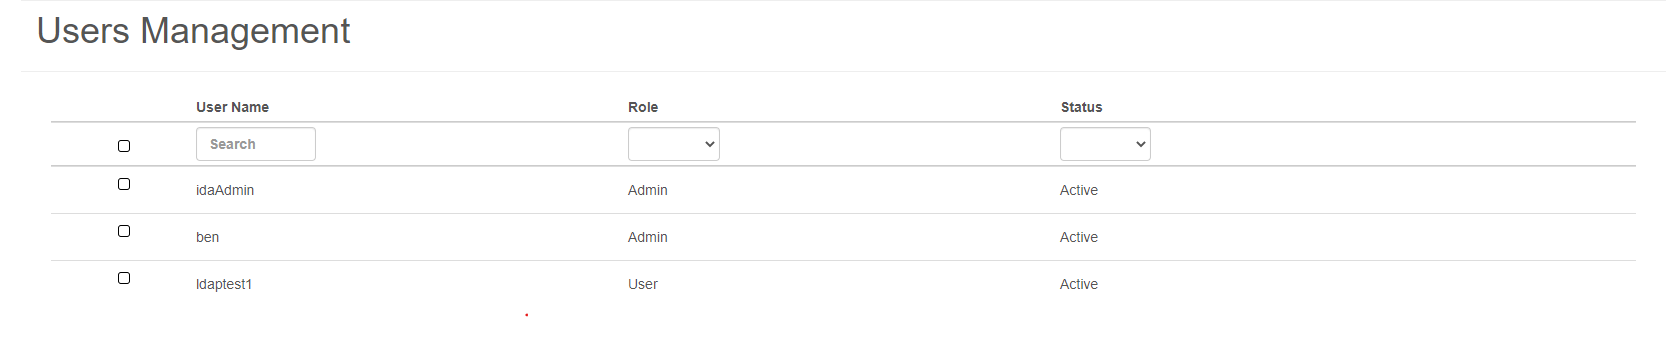 Users Management
User Name Role Status
Search
idaAdmin Admin Active
ben Admin Active
ldaptest1 User Active